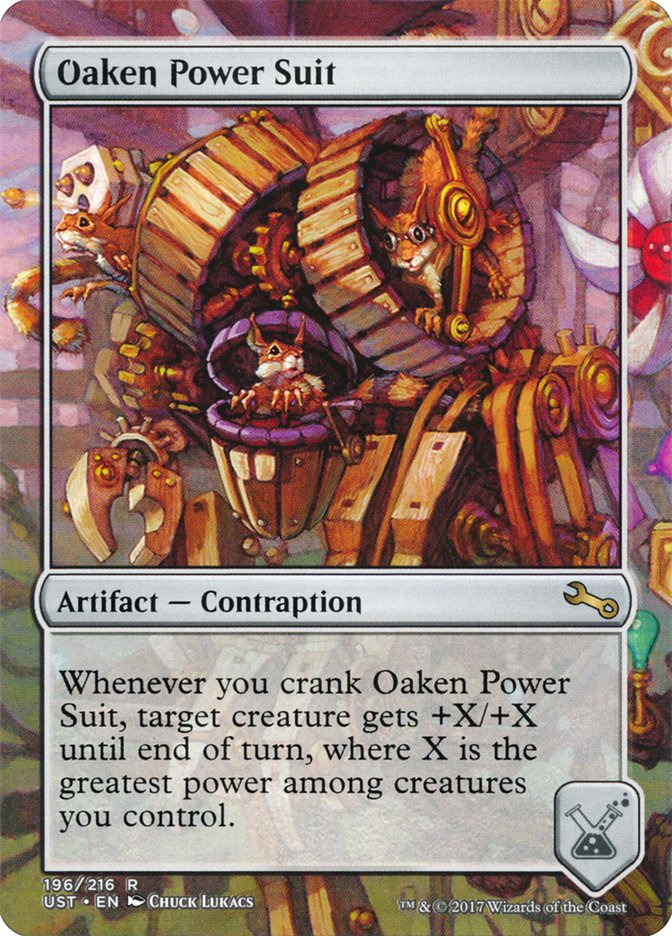 Oaken Power Suit
Artifact — Contraption
Whenever you crank Oaken Power
Suit, target creature gets +X/+X
until end of turn, where X is the
greatest power among creatures
you control.
196/216 R
UST • EN Chuck Lukacs
™ & © 2017 Wizards of the Coast